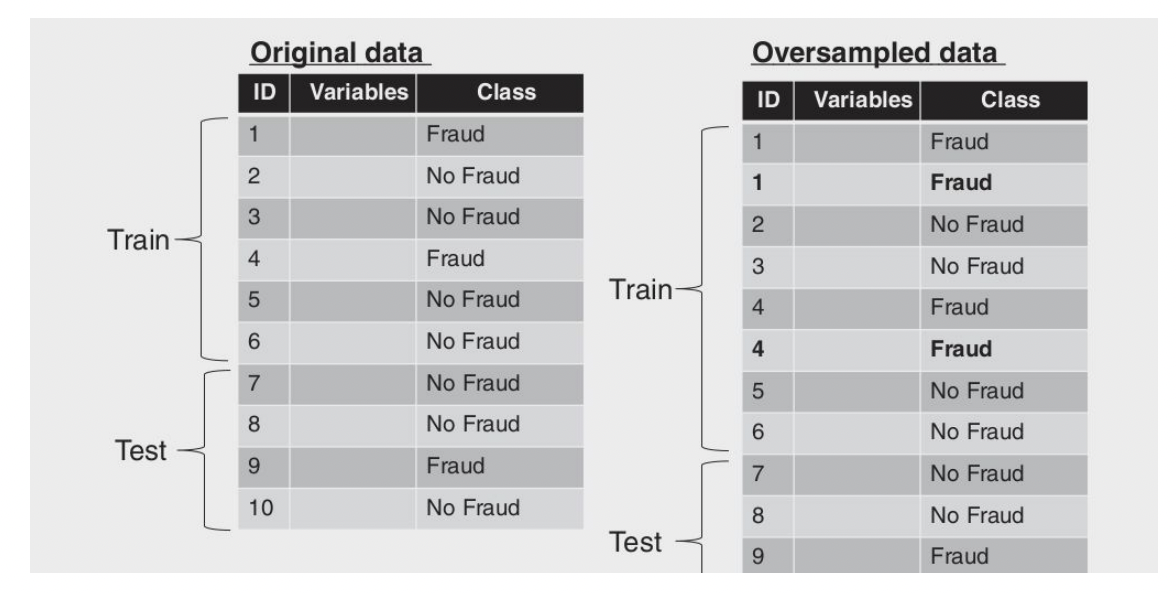 Original data
ID Variables Class
1 Fraud
2 No Fraud
3 No Fraud
4 Fraud
5 No Fraud
6 No Fraud
7 No Fraud
8 No Fraud
9 Fraud
10 No Fraud
Train
Test
Oversampled data
ID Variables Class
1 Fraud
1 Fraud
2 No Fraud
3 No Fraud
4 Fraud
4 Fraud
5 No Fraud
6 No Fraud
7 No Fraud
8 No Fraud
9 Fraud
Train
Test